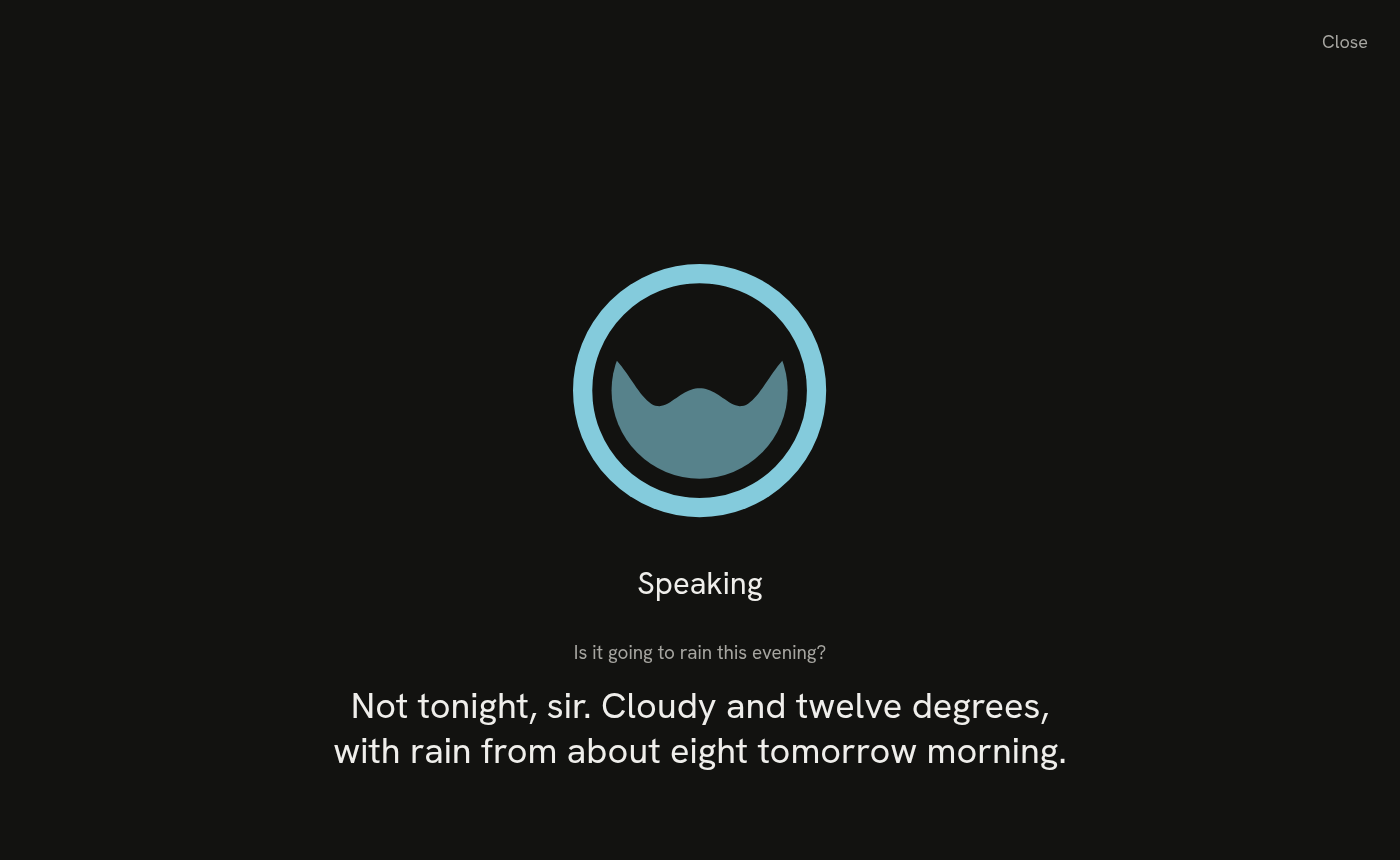 Close
Speaking
Is it going to rain this evening?
Not tonight, sir. Cloudy and twelve degrees,
with rain from about eight tomorrow morning.